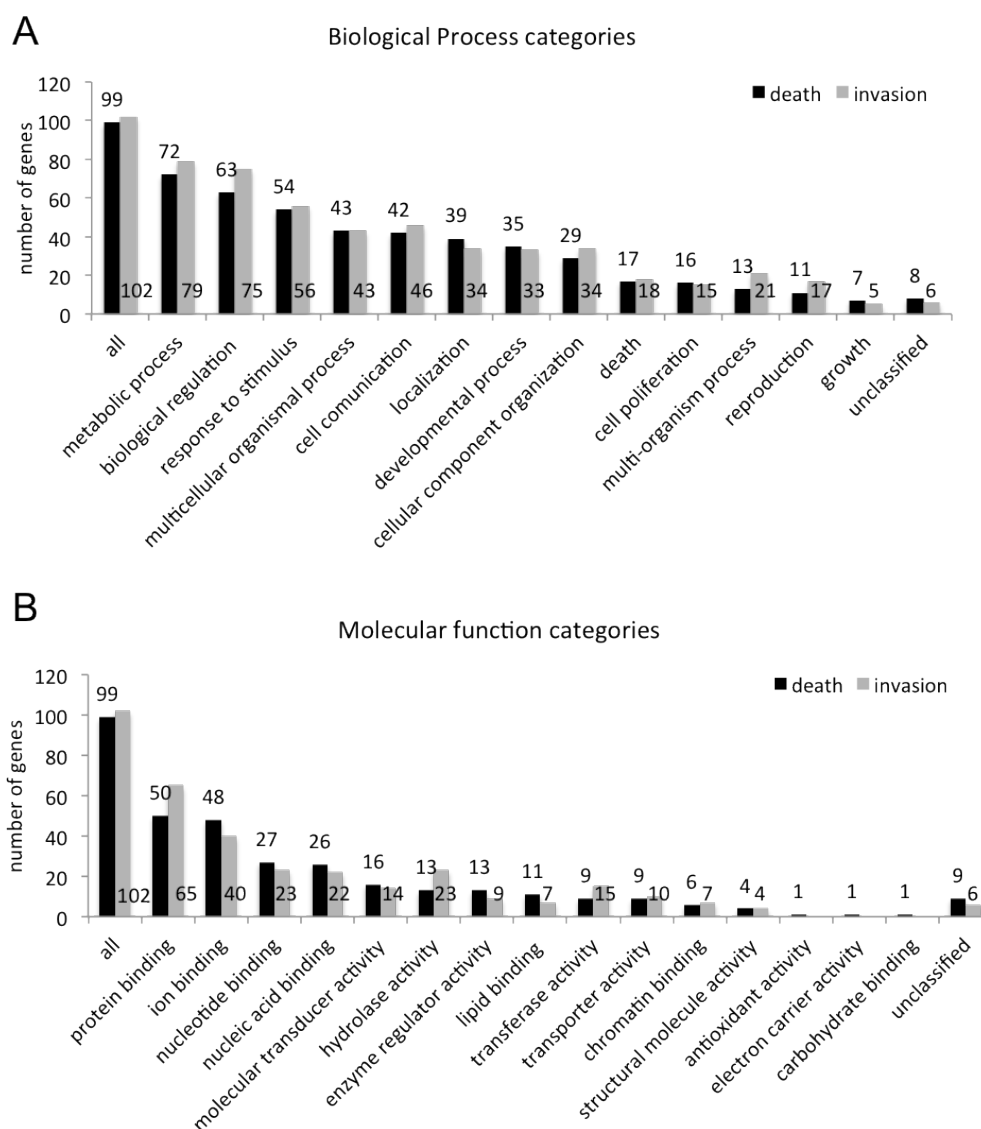 A
Biological Process categories
death invasion
number of genes
120
100
80
60
40
20
0
99 72 63 54 43 42 39 35 29 17 16 13 11 7 8
102 79 75 56 43 46 34 33 34 18 15 21 17 5 6
all
metabolic process
biological regulation
response to stimulus
multicellular organismal process
cell comunication
localization
developmental process
cellular component organization
death
cell poliferation
multi-organism process
reproduction
growth
unclassified
B
Molecular function categories
death invasion
number of genes
120
100
80
60
40
20
0
99 50 48 27 26 16 13 13 11 9 9 6 4 1 1 1 9
102 65 40 23 22 14 23 9 7 15 10 7 4 6
all
protein binding
ion binding
nucleotide binding
nucleic acid binding
molecular transducer activity
hydrolase activity
enzyme regulator activity
lipid binding
transferase activity
transporter activity
chromatin binding
structural molecule activity
antioxidant activity
electron carrier activity
carbohydrate binding
unclassified